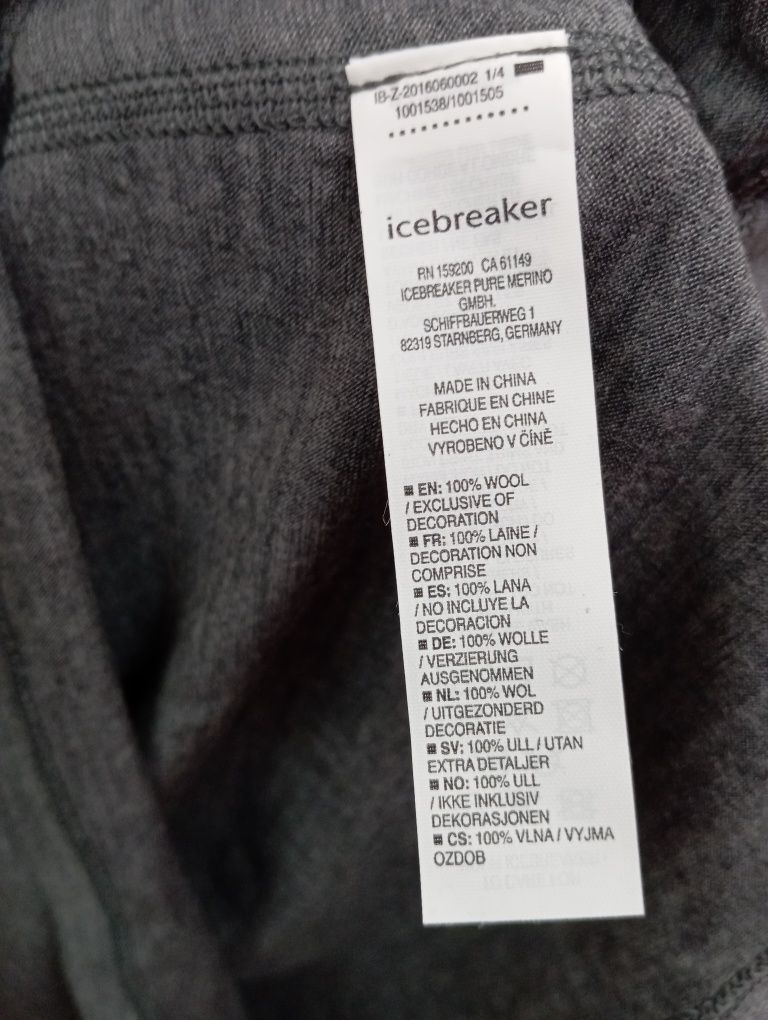 IB-Z-2016060002 1/4
1001538/1001505
icebreaker
RN 159200 CA 61149
ICEBREAKER PURE MERINO
GMBH.
SCHIFFBAUERWEG 1
82319 STARNBERG, GERMANY
MADE IN CHINA
FABRIQUE EN CHINE
HECHO EN CHINA
VYROBENO V ČÍNĚ
EN: 100% WOOL
/ EXCLUSIVE OF
DECORATION
FR: 100% LAINE /
DECORATION NON
COMPRISE
ES: 100% LANA
/ NO INCLUYE LA
DECORACION
DE: 100% WOLLE
/ VERZIERUNG
AUSGENOMMEN
NL: 100% WOL
/ UITGEZONDERD
DECORATIE
SV: 100% ULL / UTAN
EXTRA DETALJER
NO: 100% ULL
/ IKKE INKLUSIV
DEKORASJONEN
CS: 100% VLNA / VYJMA
OZDOB